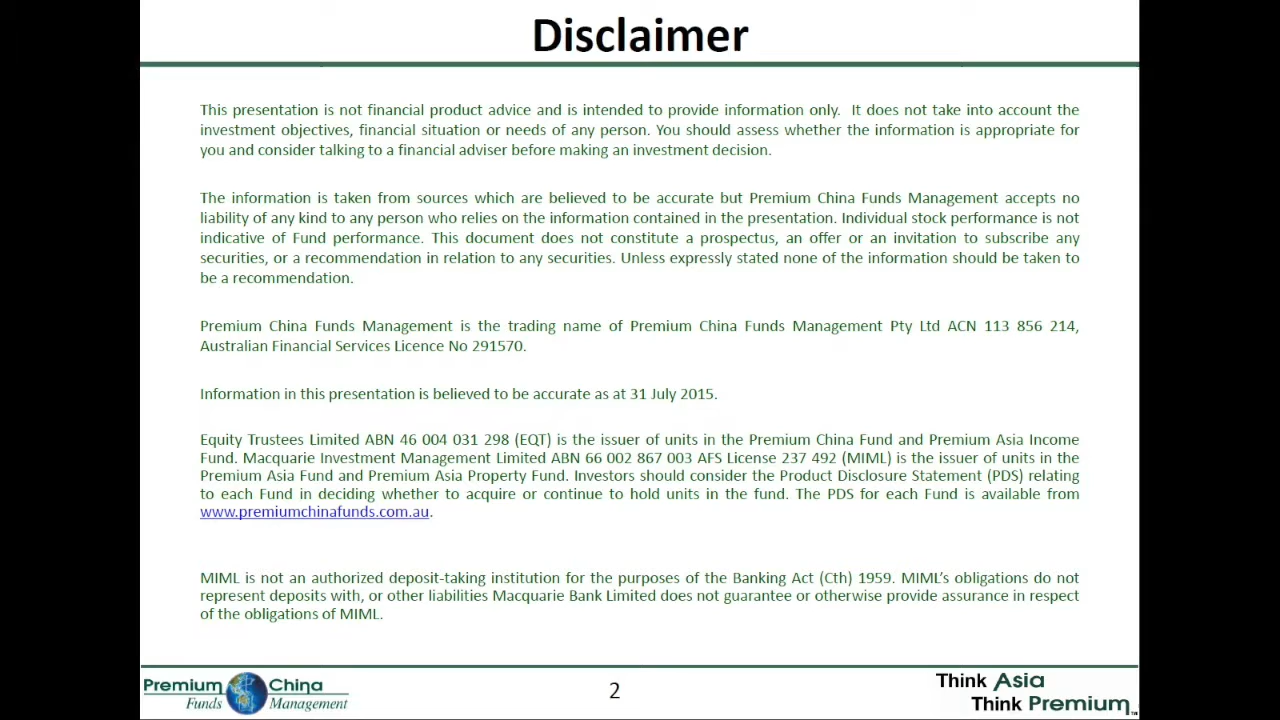 Disclaimer
This presentation is not financial product advice and is intended to provide information only. It does not take into account the
investment objectives, financial situation or needs of any person. You should assess whether the information is appropriate for
you and consider talking to a financial adviser before making an investment decision.
The information is taken from sources which are believed to be accurate but Premium China Funds Management accepts no
liability of any kind to any person who relies on the information contained in the presentation. Individual stock performance is not
indicative of Fund performance. This document does not constitute a prospectus, an offer or an invitation to subscribe any
securities, or a recommendation in relation to any securities. Unless expressly stated none of the information should be taken to
be a recommendation.
Premium China Funds Management is the trading name of Premium China Funds Management Pty Ltd ACN 113 856 214,
Australian Financial Services Licence No 291570.
Information in this presentation is believed to be accurate as at 31 July 2015.
Equity Trustees Limited ABN 46 004 031 298 (EQT) is the issuer of units in the Premium China Fund and Premium Asia Income
Fund. Macquarie Investment Management Limited ABN 66 002 867 003 AFS License 237 492 (MIML) is the issuer of units in the
Premium Asia Fund and Premium Asia Property Fund. Investors should consider the Product Disclosure Statement (PDS) relating
to each Fund in deciding whether to acquire or continue to hold units in the fund. The PDS for each Fund is available from
www.premiumchinafunds.com.au.
MIML is not an authorized deposit-taking institution for the purposes of the Banking Act (Cth) 1959. MIML's obligations do not
represent deposits with, or other liabilities Macquarie Bank Limited does not guarantee or otherwise provide assurance in respect
of the obligations of MIML.
Premium China
Funds Management
2
Think Asia
Think Premium™